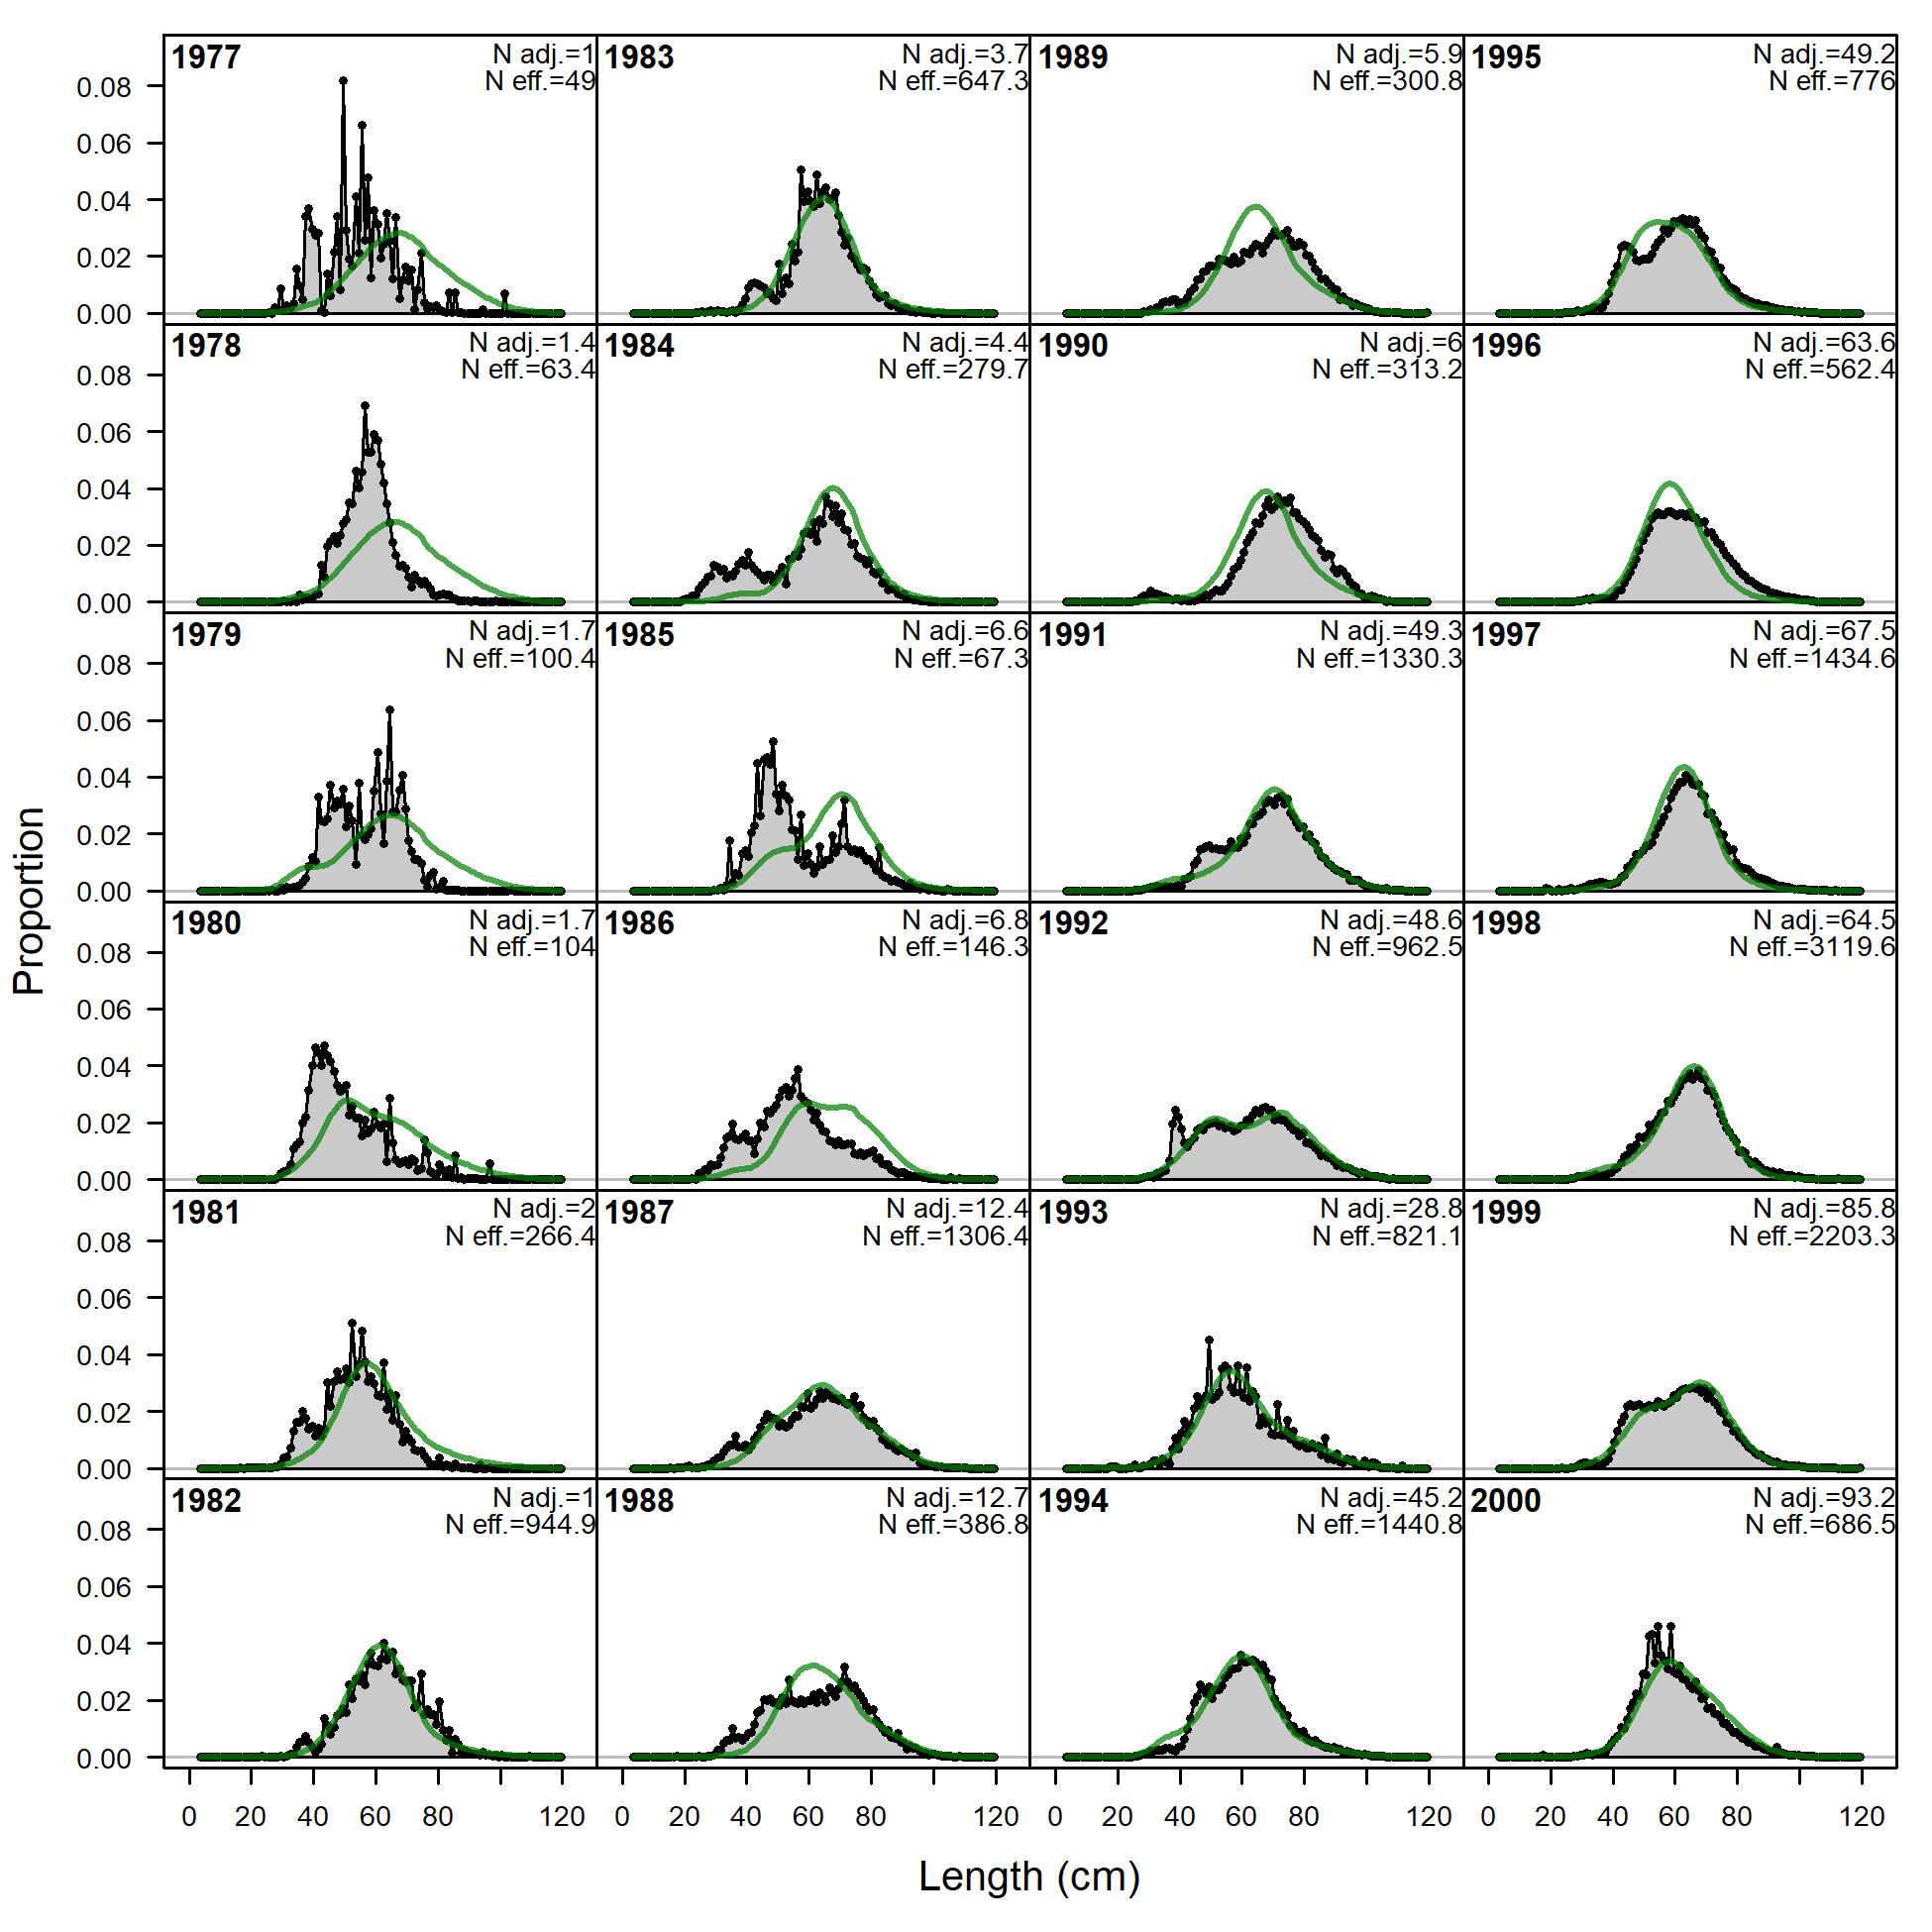 1977
N adj.=1
N eff.=49
1983
N adj.=3.7
N eff.=647.3
1989
N adj.=5.9
N eff.=300.8
1995
N adj.=49.2
N eff.=776
0.08
0.06
0.04
0.02
0.00
1978
N adj.=1.4
N eff.=63.4
1984
N adj.=4.4
N eff.=279.7
1990
N adj.=6
N eff.=313.2
1996
N adj.=63.6
N eff.=562.4
0.08
0.06
0.04
0.02
0.00
1979
N adj.=1.7
N eff.=100.4
1985
N adj.=6.6
N eff.=67.3
1991
N adj.=49.3
N eff.=1330.3
1997
N adj.=67.5
N eff.=1434.6
0.08
0.06
0.04
0.02
0.00
Proportion
1980
N adj.=1.7
N eff.=104
1986
N adj.=6.8
N eff.=146.3
1992
N adj.=48.6
N eff.=962.5
1998
N adj.=64.5
N eff.=3119.6
0.08
0.06
0.04
0.02
0.00
1981
N adj.=2
N eff.=266.4
1987
N adj.=12.4
N eff.=1306.4
1993
N adj.=28.8
N eff.=821.1
1999
N adj.=85.8
N eff.=2203.3
0.08
0.06
0.04
0.02
0.00
1982
N adj.=1
N eff.=944.9
1988
N adj.=12.7
N eff.=386.8
1994
N adj.=45.2
N eff.=1440.8
2000
N adj.=93.2
N eff.=686.5
0.08
0.06
0.04
0.02
0.00
0 20 40 60 80 120 0 20 40 60 80 0 20 40 60 80 120 0 20 40 60 80 120
Length (cm)